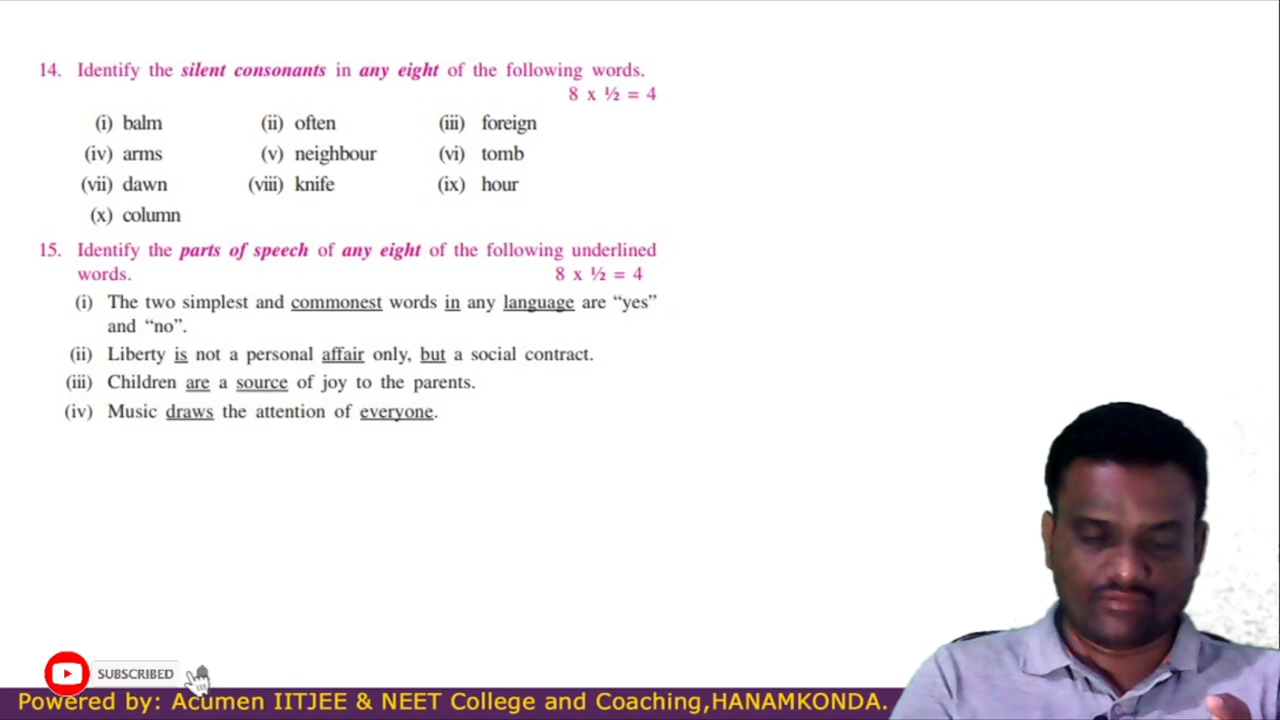 14. Identify the silent consonants in any eight of the following words.
8 x ½ = 4
(i) balm (ii) often (iii) foreign
(iv) arms (v) neighbour (vi) tomb
(vii) dawn (viii) knife (ix) hour
(x) column
15. Identify the parts of speech of any eight of the following underlined
words. 8 x ½ = 4
(i) The two simplest and commonest words in any language are “yes”
and “no”.
(ii) Liberty is not a personal affair only, but a social contract.
(iii) Children are a source of joy to the parents.
(iv) Music draws the attention of everyone.
SUBSCRIBED
Powered by: Acumen IITJEE & NEET College and Coaching,HANAMKONDA.